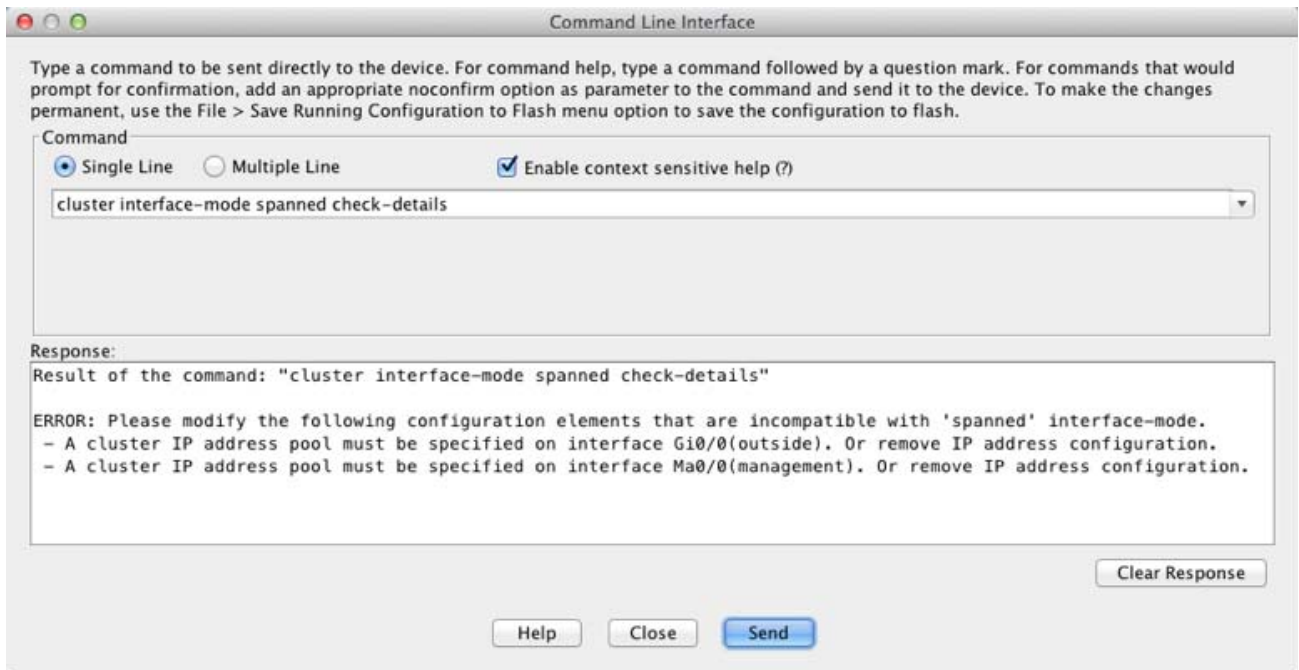 Command Line Interface
Type a command to be sent directly to the device. For command help, type a command followed by a question mark. For commands that would
prompt for confirmation, add an appropriate noconfirm option as parameter to the command and send it to the device. To make the changes
permanent, use the File > Save Running Configuration to Flash menu option to save the configuration to flash.
Command
Single Line Multiple Line Enable context sensitive help (?)
cluster interface-mode spanned check-details
Response:
Result of the command: "cluster interface-mode spanned check-details"
ERROR: Please modify the following configuration elements that are incompatible with 'spanned' interface-mode.
- A cluster IP address pool must be specified on interface Gi0/0(outside). Or remove IP address configuration.
- A cluster IP address pool must be specified on interface Ma0/0(management). Or remove IP address configuration.
Clear Response
Help Close Send